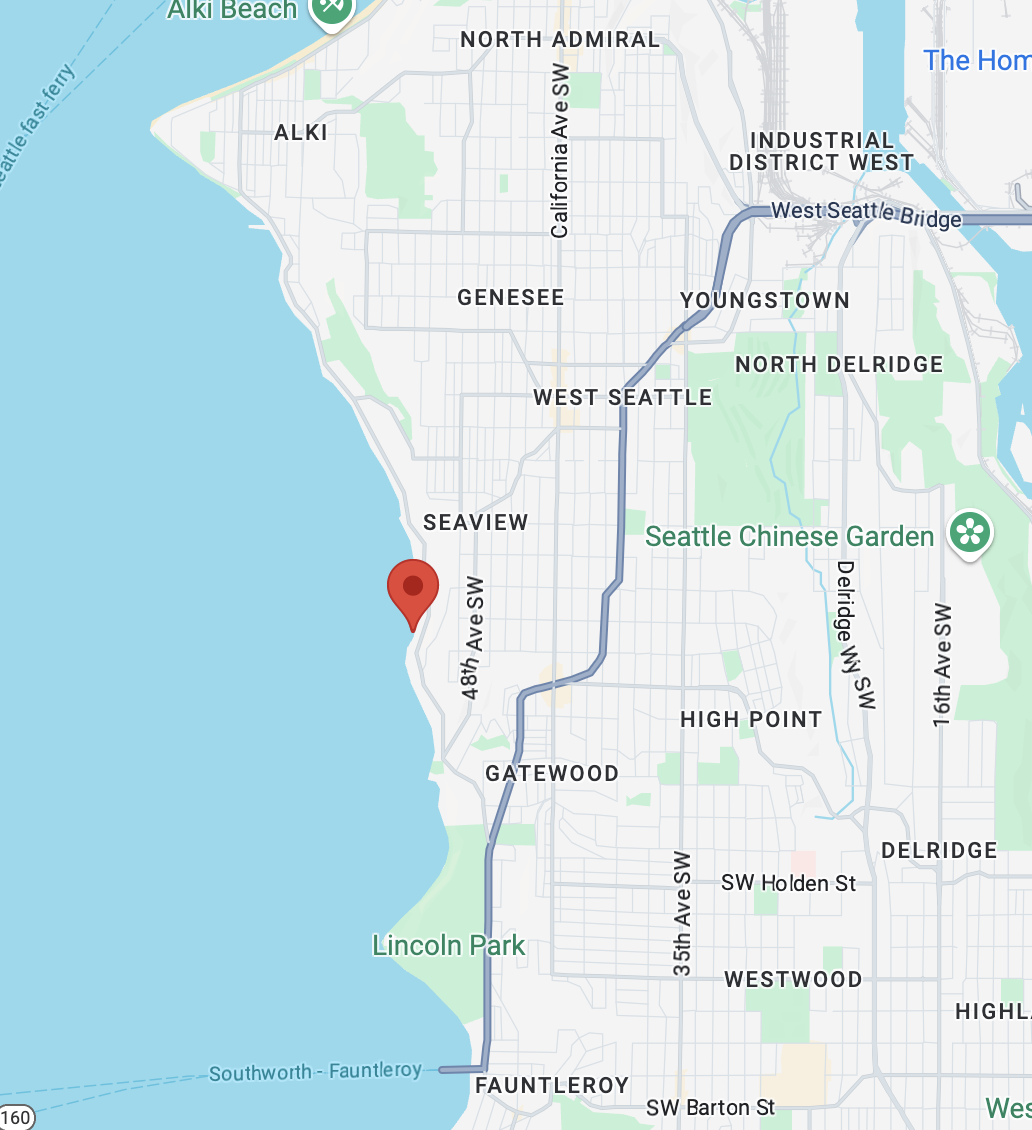 Alki Beach
NORTH ADMIRAL
The Hom
California Ave SW
eattle fast ferry
ALKI
INDUSTRIAL
DISTRICT WEST
West Seattle Bridge
GENESEE
YOUNGSTOWN
NORTH DELRIDGE
WEST SEATTLE
SEAVIEW
Seattle Chinese Garden
48th Ave SW
Delridge Wy SW
16th Ave SW
HIGH POINT
GATEWOOD
DELRIDGE
SW Holden St
35th Ave SW
Lincoln Park
WESTWOOD
HIGHL
Southworth - Fauntleroy
FAUNTLEROY
160
SW Barton St
Wes